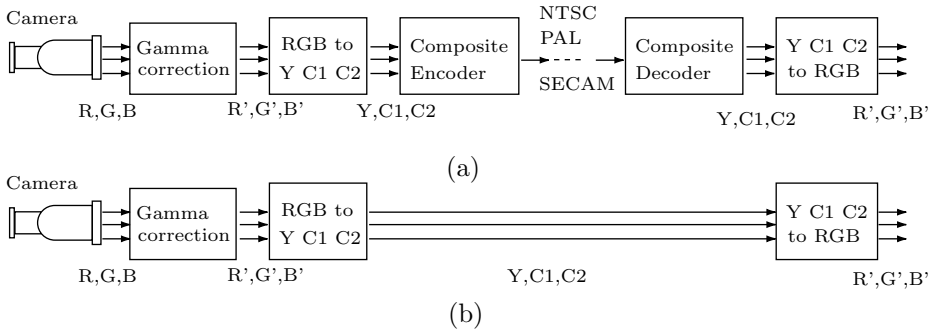 Camera
Gamma
correction
RGB to
Y C1 C2
Composite
Encoder
NTSC
PAL
SECAM
Composite
Decoder
Y C1 C2
to RGB
R,G,B
R',G',B'
Y,C1,C2
Y,C1,C2
R',G',B'
(a)
Camera
Gamma
correction
RGB to
Y C1 C2
Y C1 C2
to RGB
R,G,B
R',G',B'
Y,C1,C2
R',G',B'
(b)